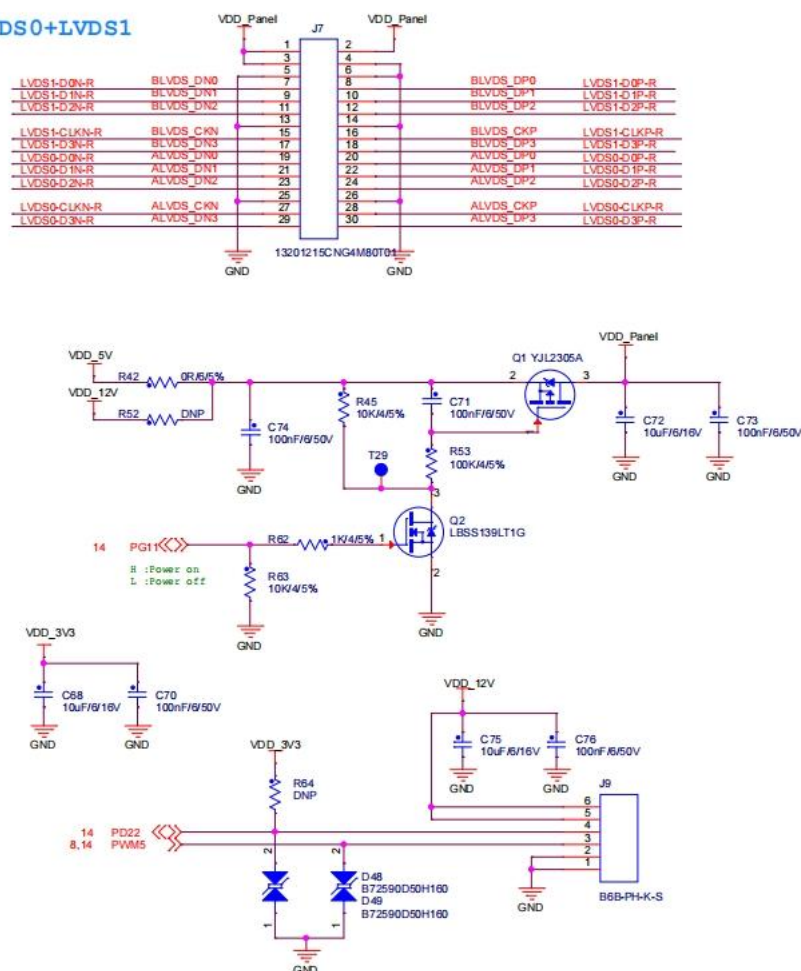 DS0+LVDS1
VDD_Panel J7 VDD_Panel
1 2
3 4
5 6
LVDS1-D0N-R BLVDS_DN0 7 8 BLVDS_DP0 LVDS1-D0P-R
LVDS1-D1N-R BLVDS_DN1 9 10 BLVDS_DP1 LVDS1-D1P-R
LVDS1-D2N-R BLVDS_DN2 11 12 BLVDS_DP2 LVDS1-D2P-R
13 14
LVDS1-CLKN-R BLVDS_CKN 15 16 BLVDS_CKP LVDS1-CLKP-R
LVDS1-D3N-R BLVDS_DN3 17 18 BLVDS_DP3 LVDS1-D3P-R
LVDS0-D0N-R ALVDS_DN0 19 20 ALVDS_DP0 LVDS0-D0P-R
LVDS0-D1N-R ALVDS_DN1 21 22 ALVDS_DP1 LVDS0-D1P-R
LVDS0-D2N-R ALVDS_DN2 23 24 ALVDS_DP2 LVDS0-D2P-R
25 26
LVDS0-CLKN-R ALVDS_CKN 27 28 ALVDS_CKP LVDS0-CLKP-R
LVDS0-D3N-R ALVDS_DN3 29 30 ALVDS_DP3 LVDS0-D3P-R
13201215CNG4M80T01
GND GND
VDD_Panel
VDD_5V Q1 YJL2305A
R42 0R/6/5% 2 3
VDD_12V
R52 DNP
R45
10K/4/5%
C71
100nF/6/50V
1
C74
100nF/6/50V
C72
10uF/6/16V
C73
100nF/6/50V
R53
100K/4/5%
T29
GND GND GND
3
Q2
LBSS139LT1G
14 PG11 R62 1K/4/5% 1
H :Power on
L :Power off
R63
10K/4/5%
2
GND GND
VDD_3V3
C68
10uF/6/16V
C70
100nF/6/50V
GND GND
VDD_12V
C75
10uF/6/16V
C76
100nF/6/50V
GND GND
VDD_3V3
R64
DNP
J9
6
5
14 PD22 4
8,14 PWM5 3
2
1
2 2
D48
B72590D50H160
D49
B72590D50H160
1 1
GND
B6B-PH-K-S
GND